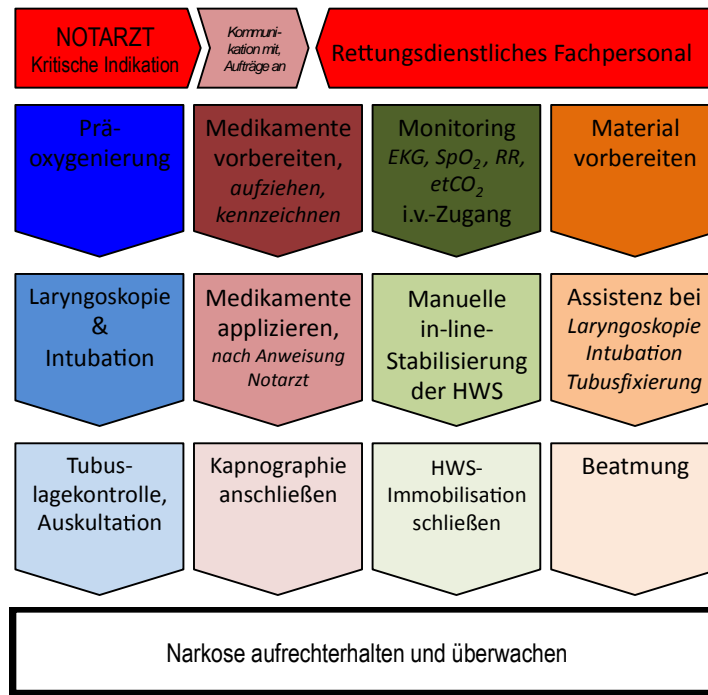 NOTARZT
Kritische Indikation
Kommuni-
kation mit,
Aufträge an
Rettungsdienstliches Fachpersonal
Prä-
oxygenierung
Medikamente
vorbereiten,
aufziehen,
kennzeichnen
Monitoring
EKG, SpO₂, RR,
etCO₂
i.v.-Zugang
Material
vorbereiten
Laryngoskopie
&
Intubation
Medikamente
applizieren,
nach Anweisung
Notarzt
Manuelle
in-line-
Stabilisierung
der HWS
Assistenz bei
Laryngoskopie
Intubation
Tubusfixierung
Tubus-
lagekontrolle,
Auskultation
Kapnographie
anschließen
HWS-
Immobilisation
schließen
Beatmung
Narkose aufrechterhalten und überwachen